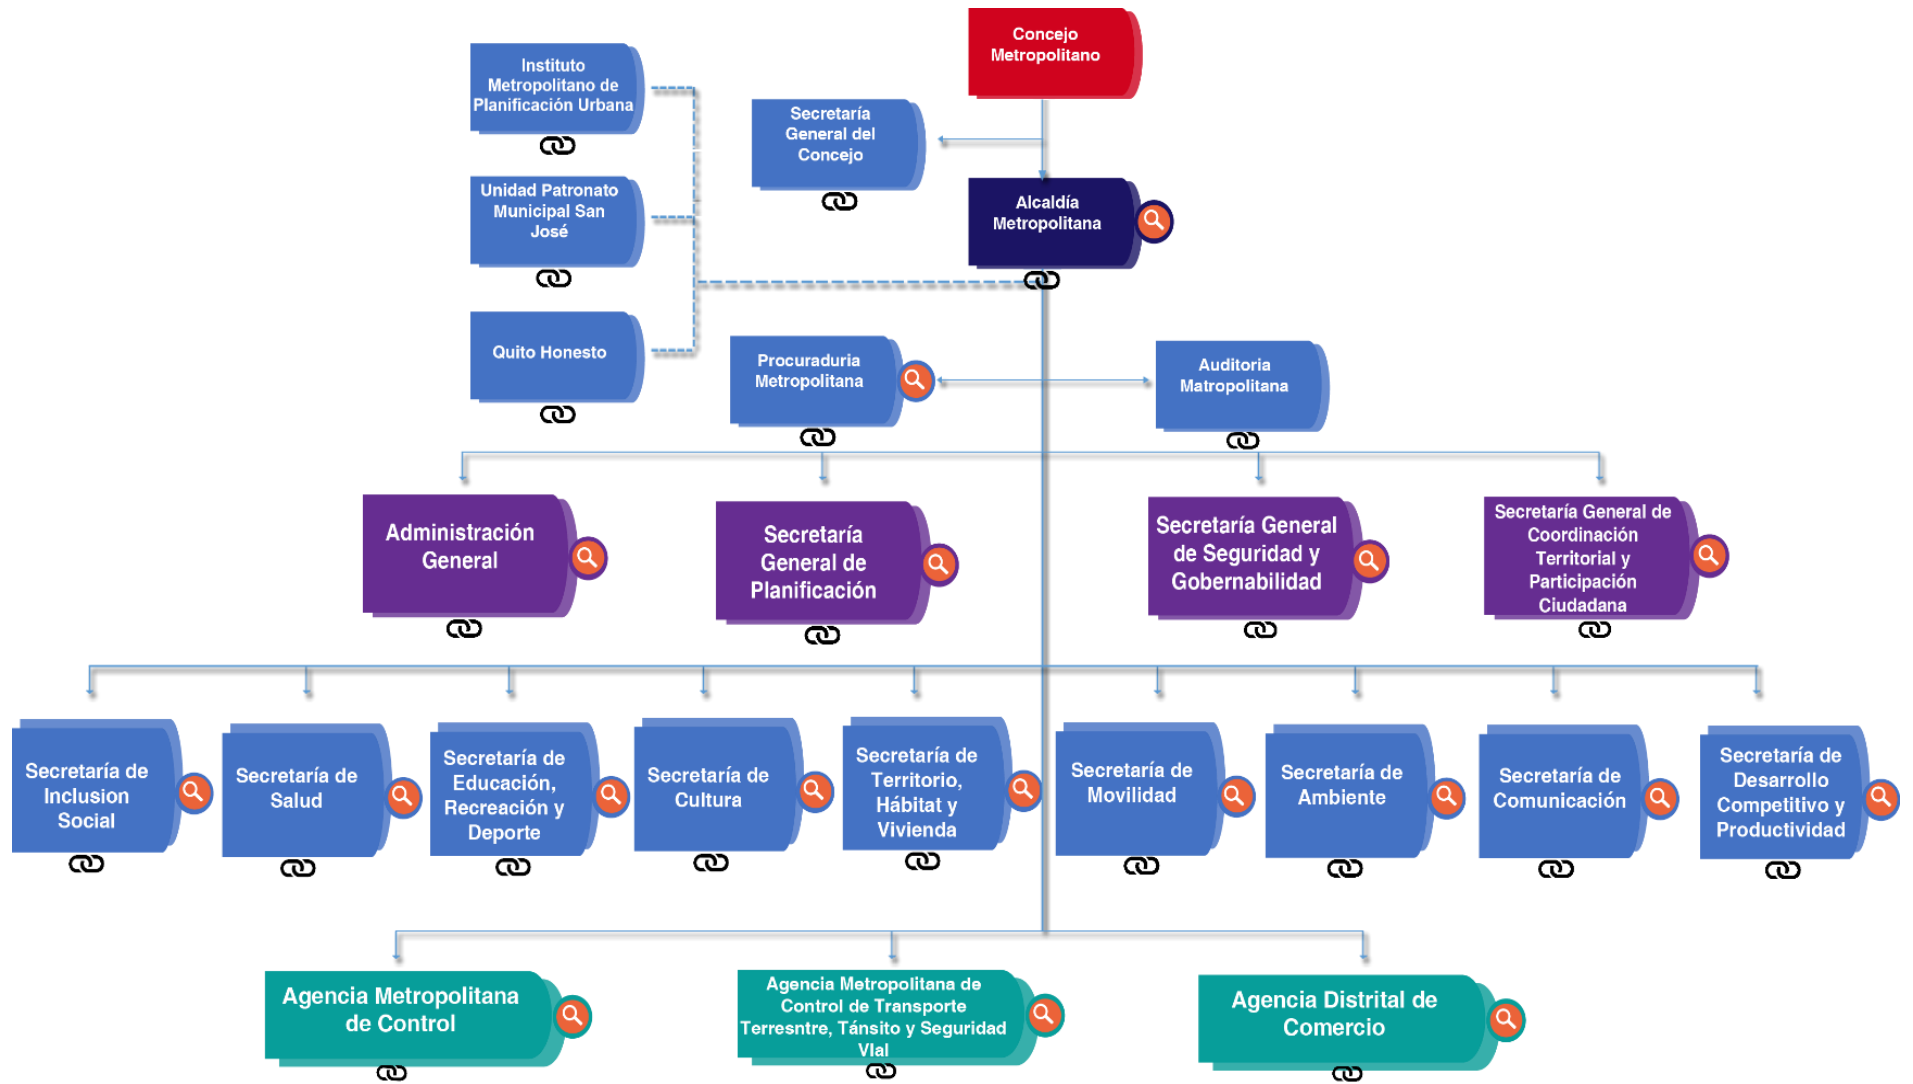 Concejo
Metropolitano
Instituto
Metropolitano de
Planificación Urbana
Secretaría
General del
Concejo
Unidad Patronato
Municipal San
José
Alcaldía
Metropolitana
Quito Honesto
Procuraduria
Metropolitana
Auditoria
Matropolitana
Administración
General
Secretaría
General de
Planificación
Secretaría General
de Seguridad y
Gobernabilidad
Secretaría General de
Coordinación
Territorial y
Participación
Ciudadana
Secretaría de
Inclusion
Social
Secretaría de
Salud
Secretaría de
Educación,
Recreación y
Deporte
Secretaría de
Cultura
Secretaría de
Territorio,
Hábitat y
Vivienda
Secretaría de
Movilidad
Secretaría de
Ambiente
Secretaría de
Comunicación
Secretaría de
Desarrollo
Competitivo y
Productividad
Agencia Metropolitana
de Control
Agencia Metropolitana de
Control de Transporte
Terresntre, Tánsito y Seguridad
VIal
Agencia Distrital de
Comercio